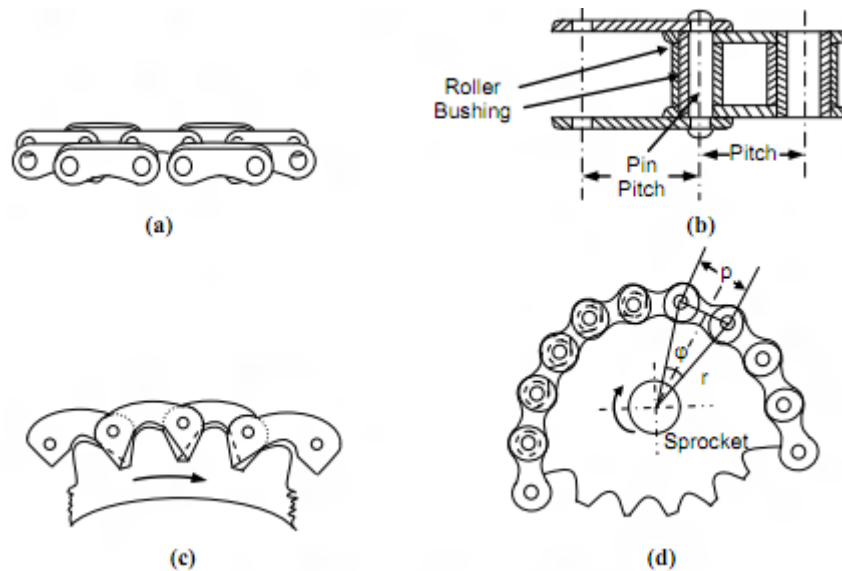 Roller
Bushing
Pin
Pitch
Pitch
(a)
(b)
p
φ
r
Sprocket
(c)
(d)